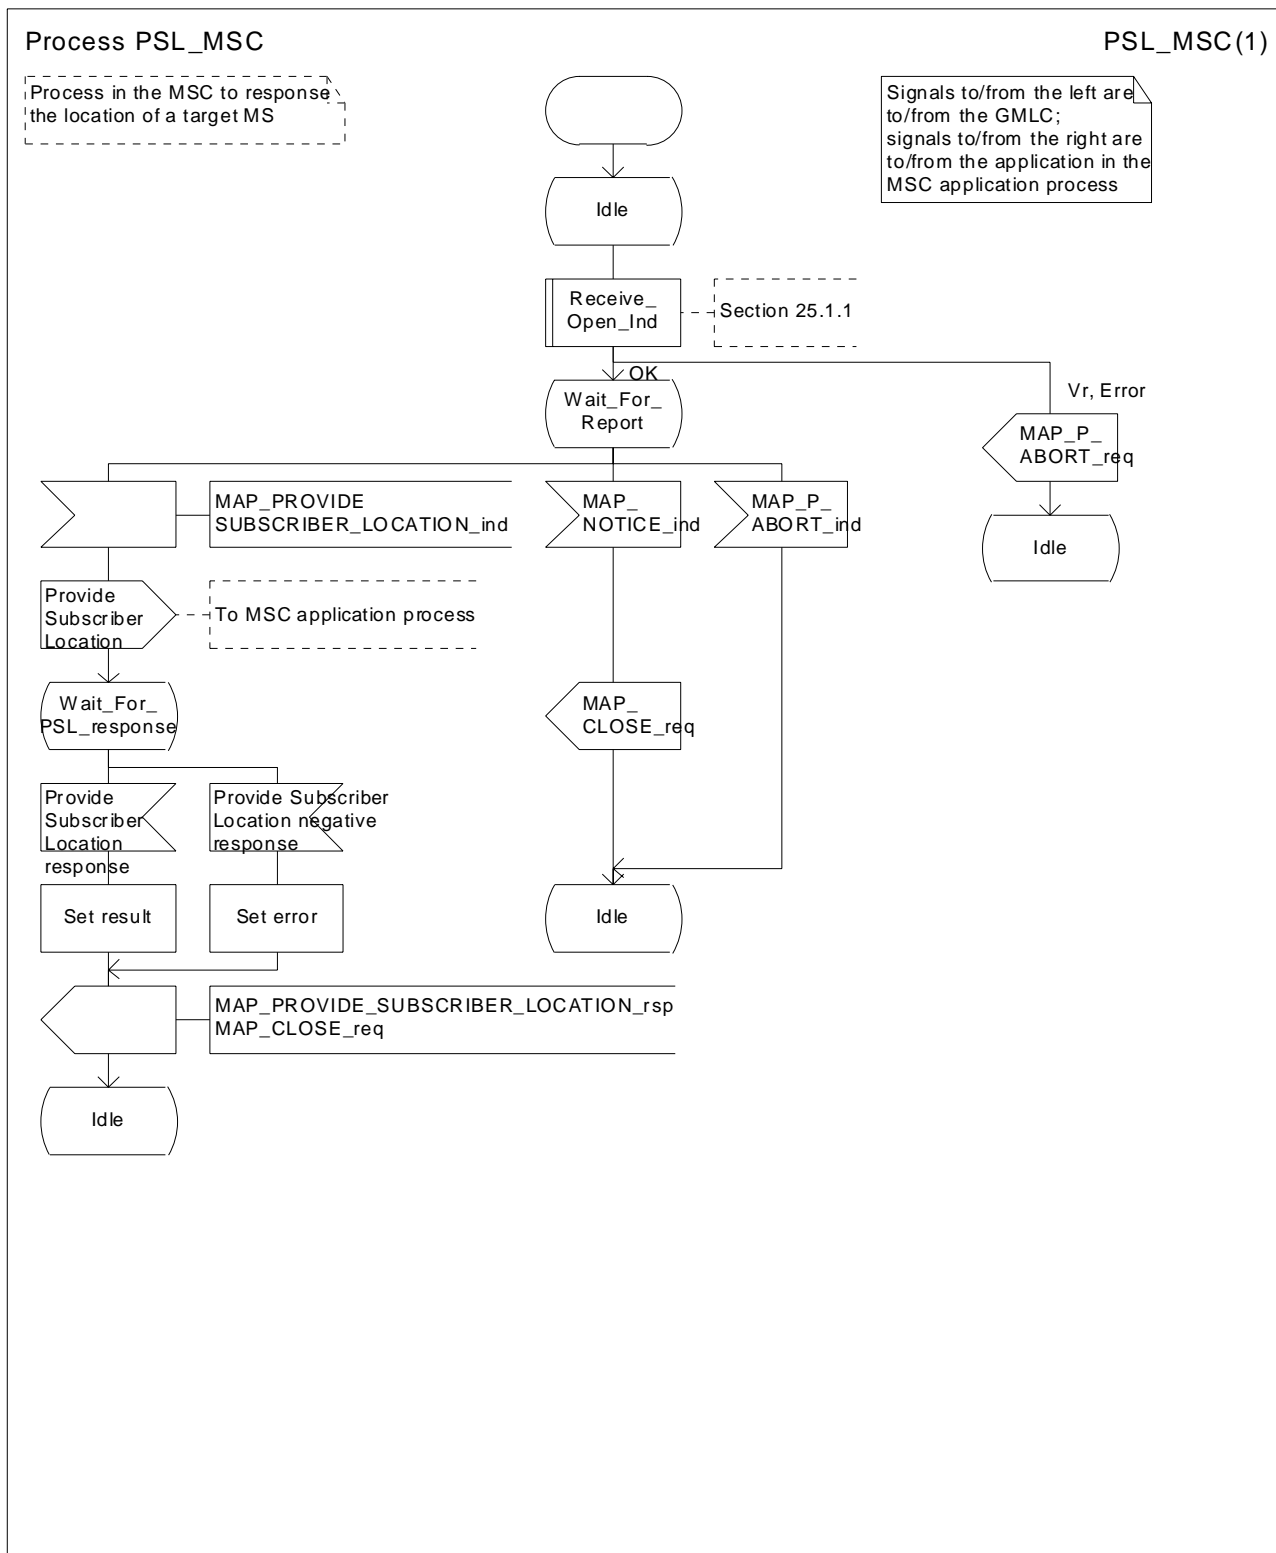 Process PSL_MSC
PSL_MSC(1)
Process in the MSC to response
the location of a target MS
Signals to/from the left are
to/from the GMLC;
signals to/from the right are
to/from the application in the
MSC application process
Idle
Receive_
Open_Ind
Section 25.1.1
OK
Vr, Error
Wait_For_
Report
MAP_P_
ABORT_req
MAP_PROVIDE
SUBSCRIBER_LOCATION_ind
MAP_
NOTICE_ind
MAP_P_
ABORT_ind
Idle
Provide
Subscriber
Location
To MSC application process
Wait_For_
PSL_response
MAP_
CLOSE_req
Provide
Subscriber
Location
response
Provide Subscriber
Location negative
response
Set result
Set error
Idle
MAP_PROVIDE_SUBSCRIBER_LOCATION_rsp
MAP_CLOSE_req
Idle